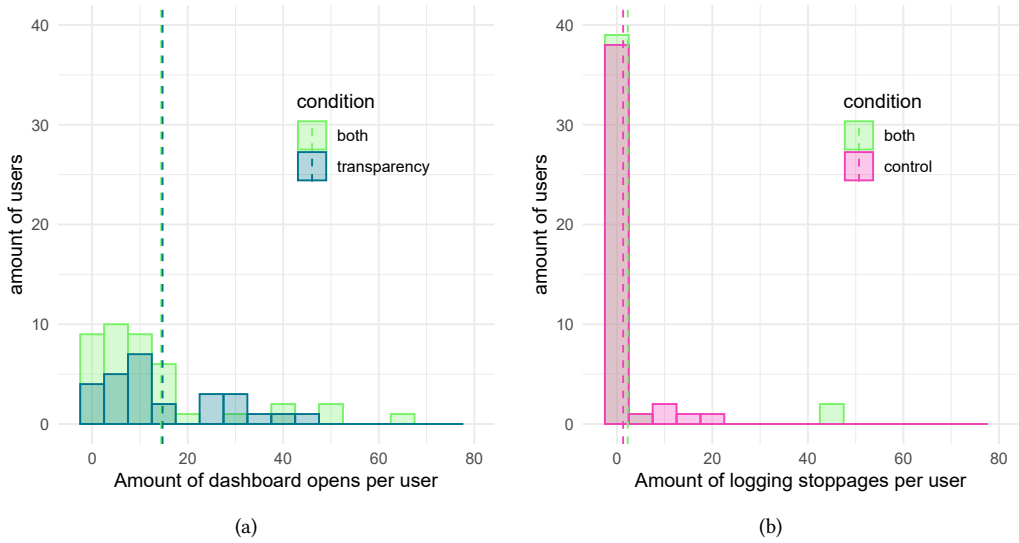 40
30
20
10
0
amount of users
condition
both
transparency
0 20 40 60 80
Amount of dashboard opens per user
(a)
40
30
20
10
0
amount of users
condition
both
control
0 20 40 60 80
Amount of logging stoppages per user
(b)